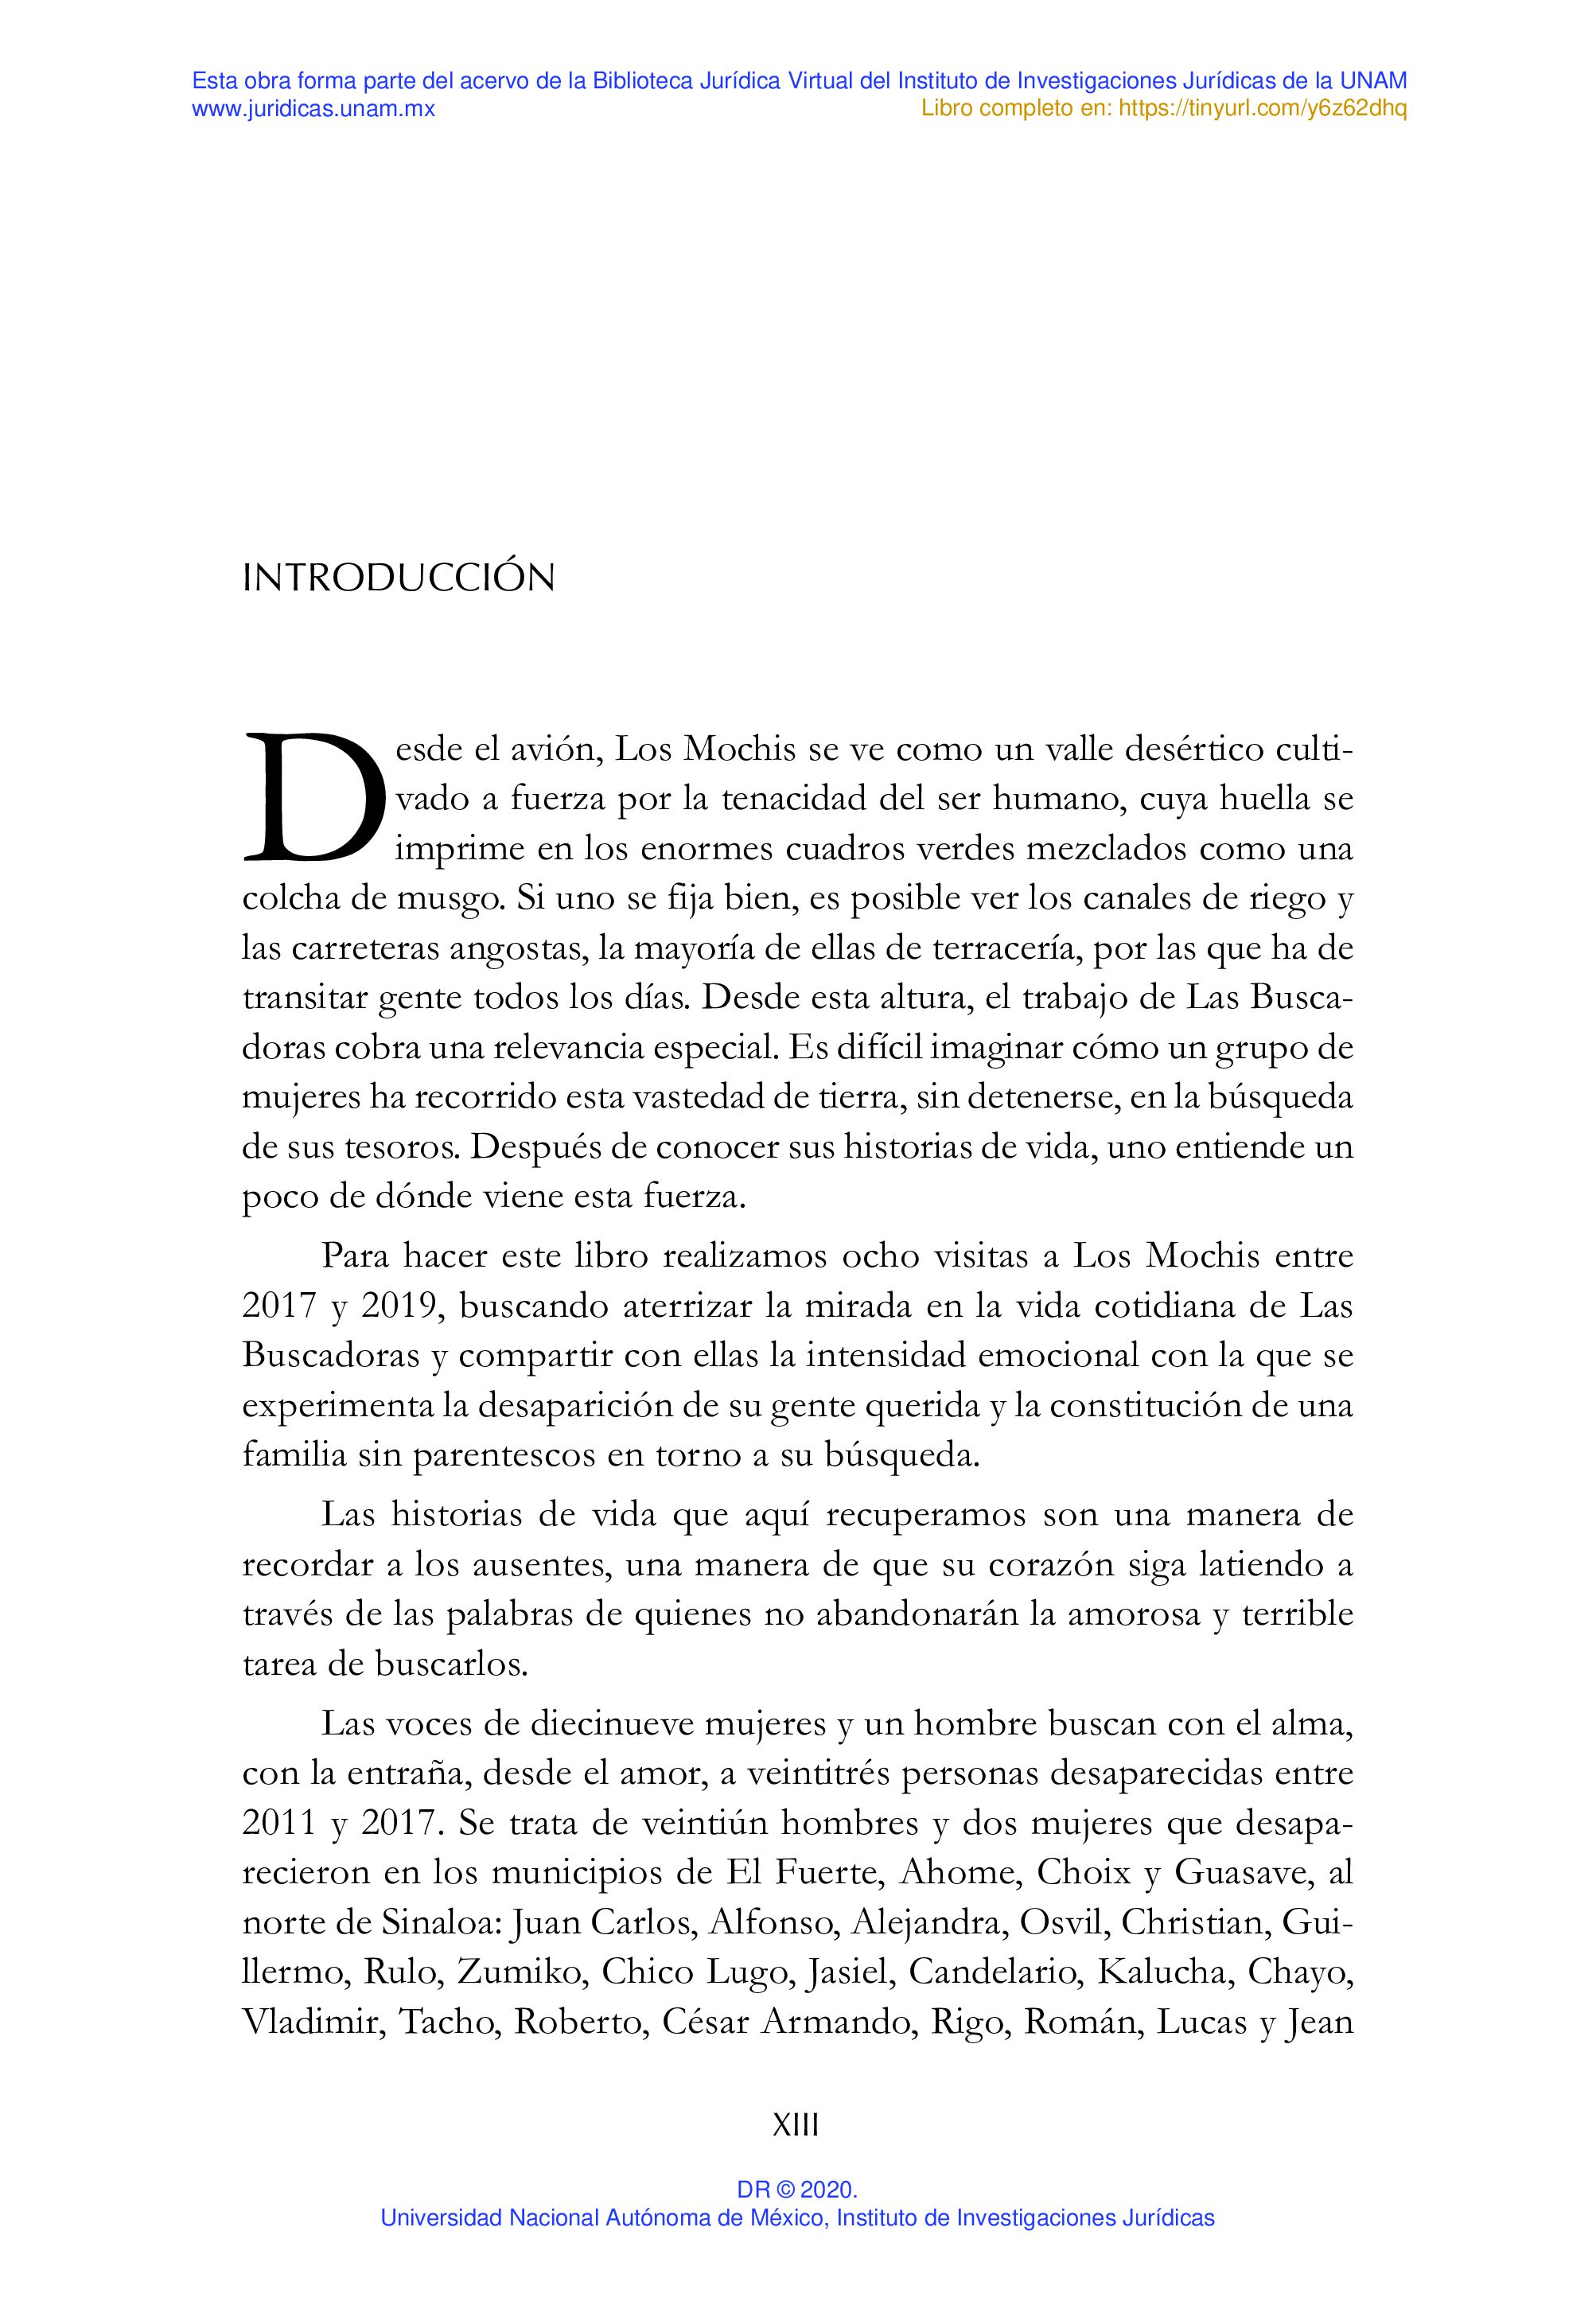 Esta obra forma parte del acervo de la Biblioteca Jurídica Virtual del Instituto de Investigaciones Jurídicas de la UNAM
www.juridicas.unam.mx
Libro completo en: https://tinyurl.com/y6z62dhq
INTRODUCCIÓN
Desde el avión, Los Mochis se ve como un valle desértico culti-
vado a fuerza por la tenacidad del ser humano, cuya huella se
imprime en los enormes cuadros verdes mezclados como una
colcha de musgo. Si uno se fija bien, es posible ver los canales de riego y
las carreteras angostas, la mayoría de ellas de terracería, por las que ha de
transitar gente todos los días. Desde esta altura, el trabajo de Las Busca-
doras cobra una relevancia especial. Es difícil imaginar cómo un grupo de
mujeres ha recorrido esta vastedad de tierra, sin detenerse, en la búsqueda
de sus tesoros. Después de conocer sus historias de vida, uno entiende un
poco de dónde viene esta fuerza.
Para hacer este libro realizamos ocho visitas a Los Mochis entre
2017 y 2019, buscando aterrizar la mirada en la vida cotidiana de Las
Buscadoras y compartir con ellas la intensidad emocional con la que se
experimenta la desaparición de su gente querida y la constitución de una
familia sin parentescos en torno a su búsqueda.
Las historias de vida que aquí recuperamos son una manera de
recordar a los ausentes, una manera de que su corazón siga latiendo a
través de las palabras de quienes no abandonarán la amorosa y terrible
tarea de buscarlos.
Las voces de diecinueve mujeres y un hombre buscan con el alma,
con la entraña, desde el amor, a veintitrés personas desaparecidas entre
2011 y 2017. Se trata de veintiún hombres y dos mujeres que desapa-
recieron en los municipios de El Fuerte, Ahome, Choix y Guasave, al
norte de Sinaloa: Juan Carlos, Alfonso, Alejandra, Osvil, Christian, Gui-
llermo, Rulo, Zumiko, Chico Lugo, Jasiel, Candelario, Kalucha, Chayo,
Vladimir, Tacho, Roberto, César Armando, Rigo, Román, Lucas y Jean
XIII
DR © 2020.
Universidad Nacional Autónoma de México, Instituto de Investigaciones Jurídicas